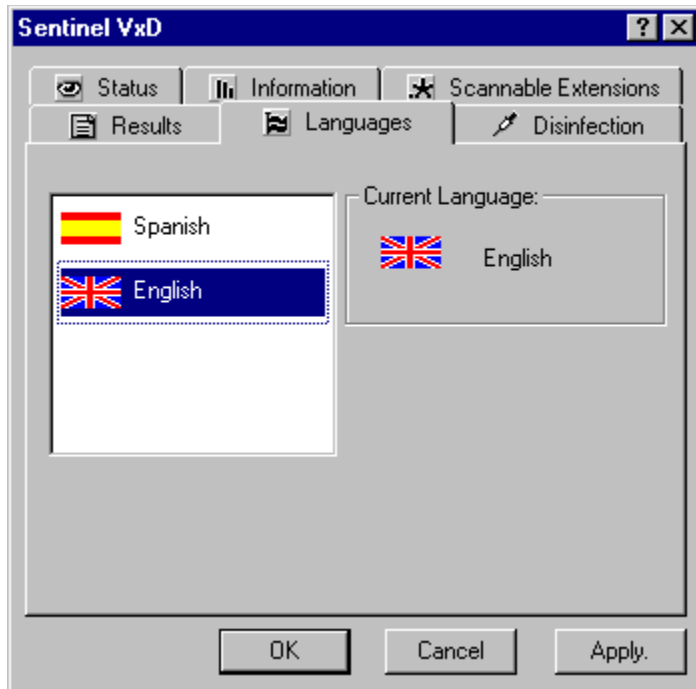 Sentinel VxD
Status Information .* Scannable Extensions
Results Languages Disinfection
Spanish
English
Current Language:
English
OK Cancel Apply.